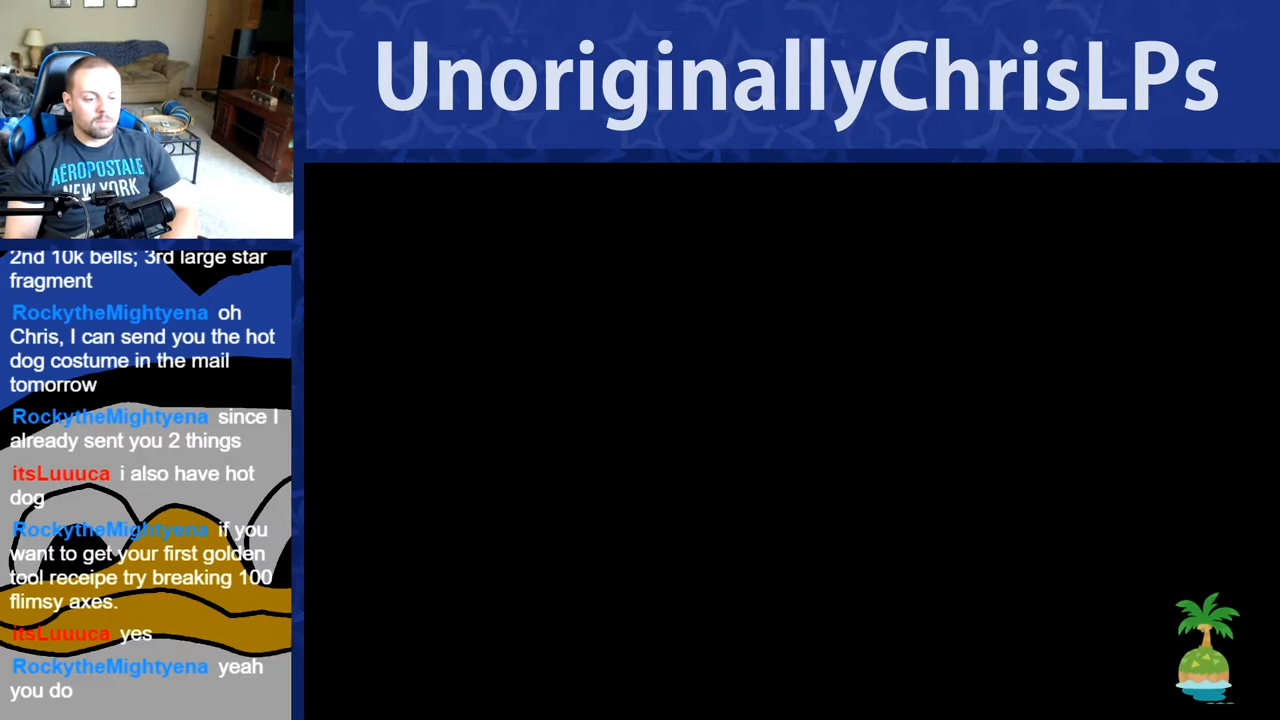 UnoriginallyChrisLPs
AÉROPOSTALE
NEW YORK
2nd 10k bells; 3rd large star
fragment
RockytheMightyena oh
Chris, I can send you the hot
dog costume in the mail
tomorrow
RockytheMightyena since I
already sent you 2 things
itsLuuuca i also have hot
dog
RockytheMightyena if you
want to get your first golden
tool receipe try breaking 100
flimsy axes.
itsLuuuca yes
RockytheMightyena yeah
you do